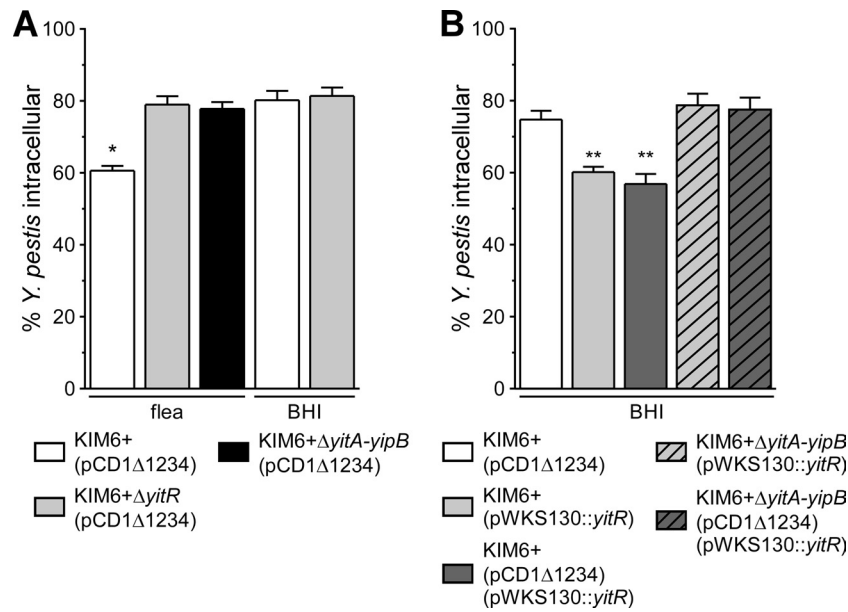 A
% Y. pestis intracellular
100
80
60
40
20
0
*
flea
BHI
KIM6+
(pCD1Δ1234)
KIM6+ΔyitA-yipB
(pCD1Δ1234)
KIM6+ΔyitR
(pCD1Δ1234)
B
% Y. pestis intracellular
100
80
60
40
20
0
**
**
BHI
KIM6+
(pCD1Δ1234)
KIM6+
(pWKS130::yitR)
KIM6+
(pCD1Δ1234)
(pWKS130::yitR)
KIM6+ΔyitA-yipB
(pWKS130::yitR)
KIM6+ΔyitA-yipB
(pCD1Δ1234)
(pWKS130::yitR)